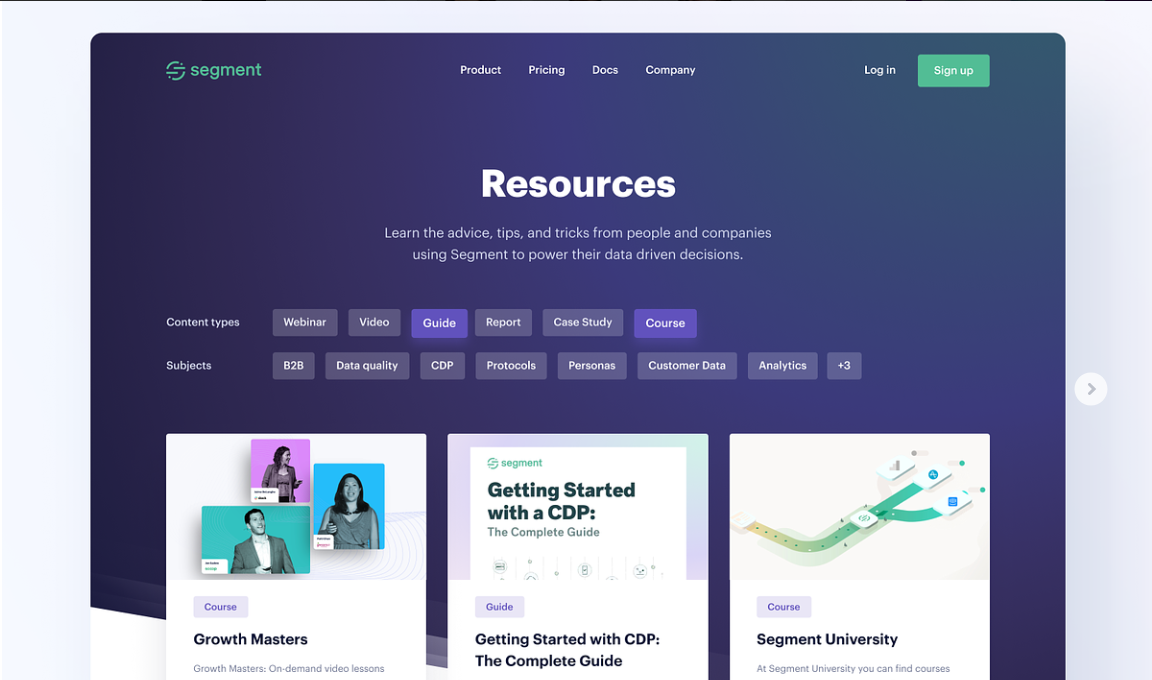 segment
Product Pricing Docs Company
Log in Sign up
Resources
Learn the advice, tips, and tricks from people and companies
using Segment to power their data driven decisions.
Content types Webinar Video Guide Report Case Study Course
Subjects B2B Data quality CDP Protocols Personas Customer Data Analytics +3
segment
Getting Started
with a CDP:
The Complete Guide
Course
Growth Masters
Growth Masters: On-demand video lessons
Guide
Getting Started with CDP:
The Complete Guide
Course
Segment University
At Segment University you can find courses